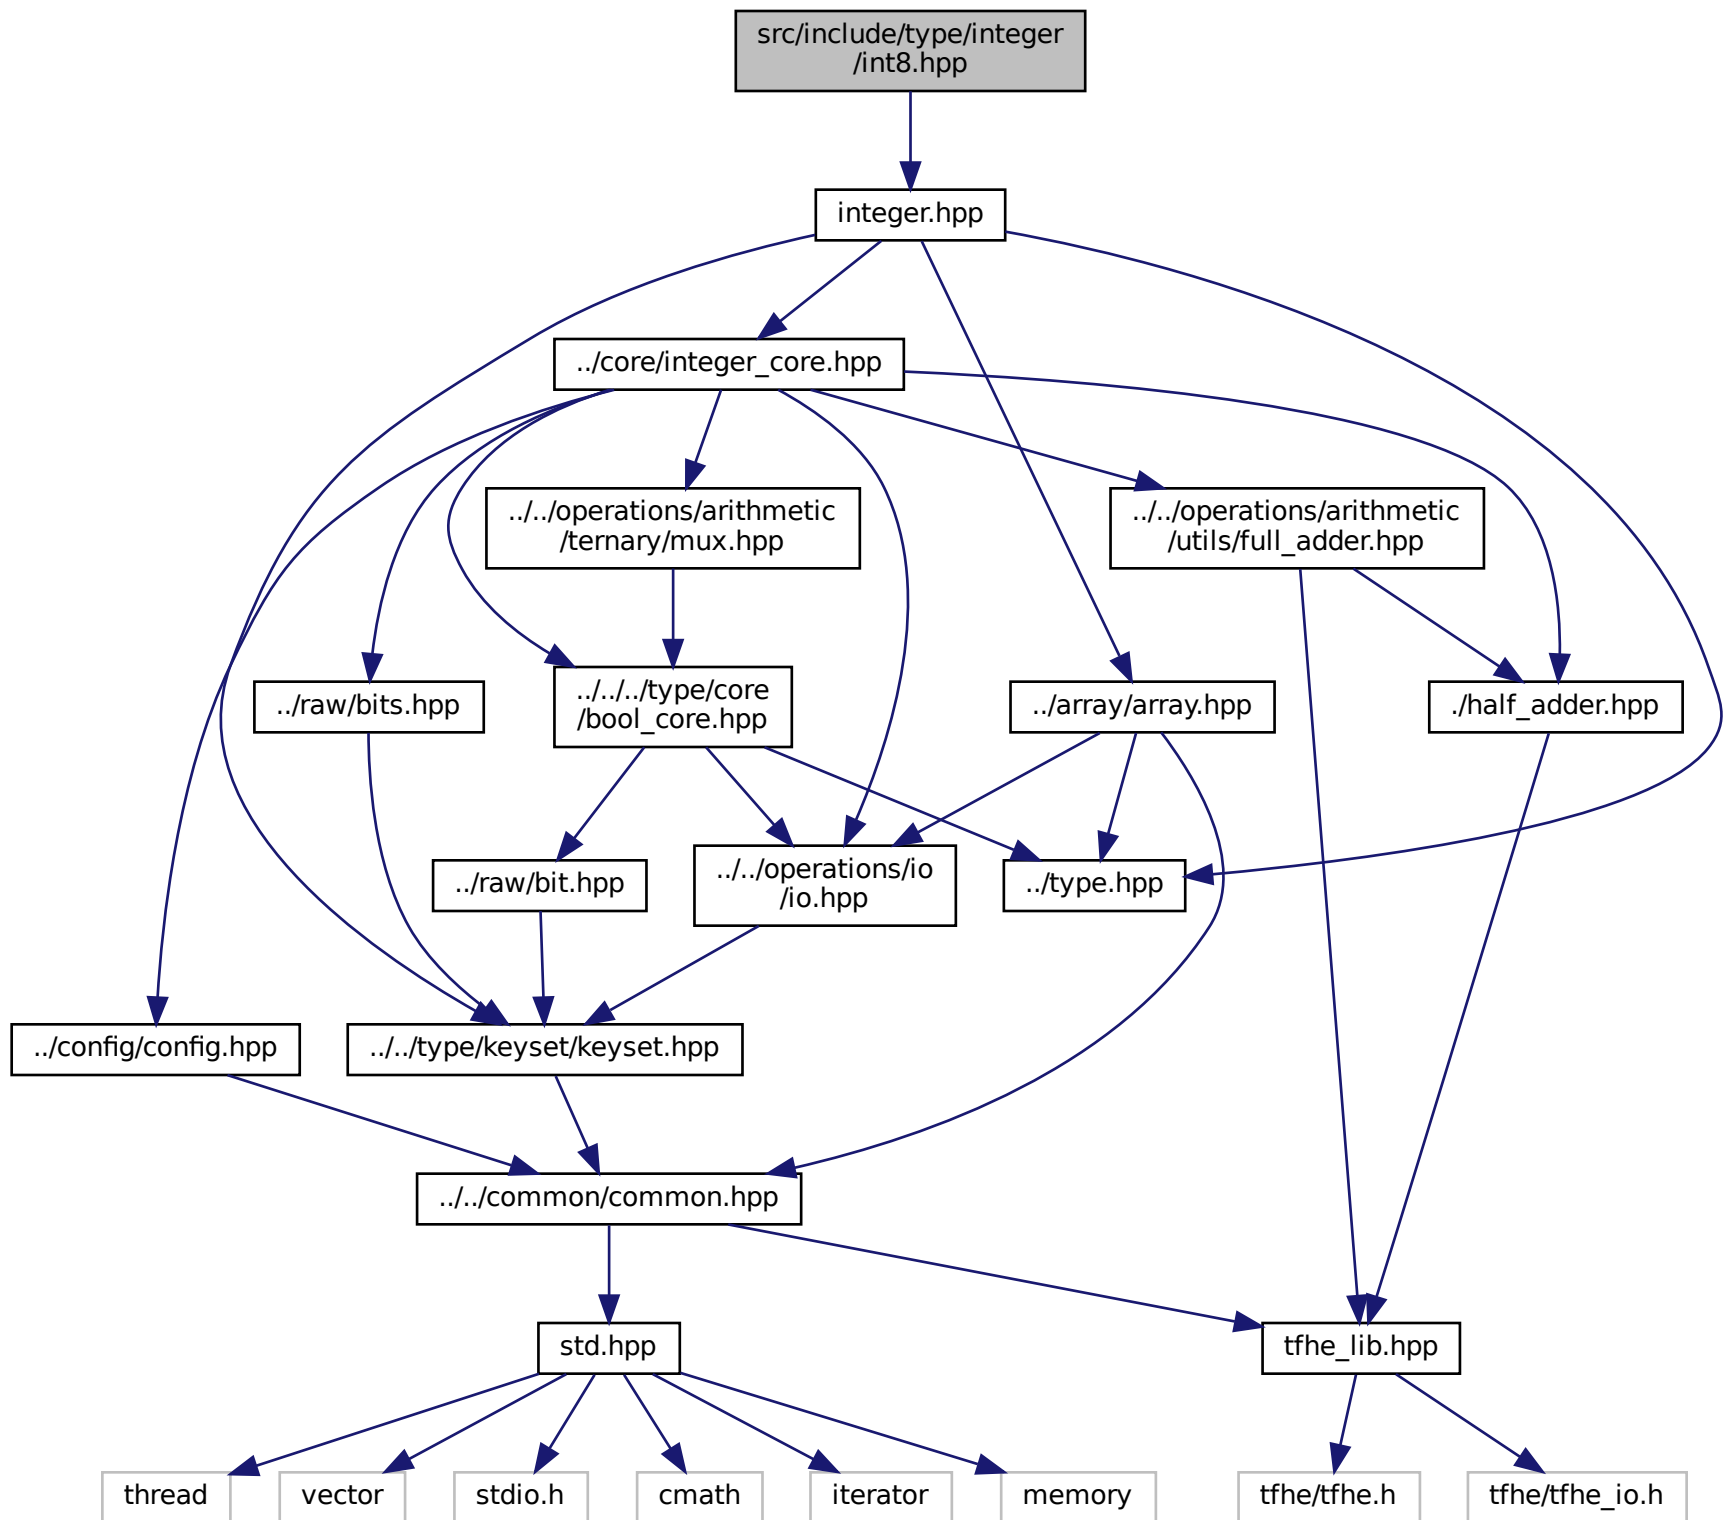 src/include/type/integer
/int8.hpp
integer.hpp
../core/integer_core.hpp
../../operations/arithmetic
/ternary/mux.hpp
../../operations/arithmetic
/utils/full_adder.hpp
../raw/bits.hpp
../../../type/core
/bool_core.hpp
../array/array.hpp
./half_adder.hpp
../raw/bit.hpp
../../operations/io
/io.hpp
../type.hpp
../config/config.hpp
../../type/keyset/keyset.hpp
../../common/common.hpp
std.hpp
tfhe_lib.hpp
thread
vector
stdio.h
cmath
iterator
memory
tfhe/tfhe.h
tfhe/tfhe_io.h